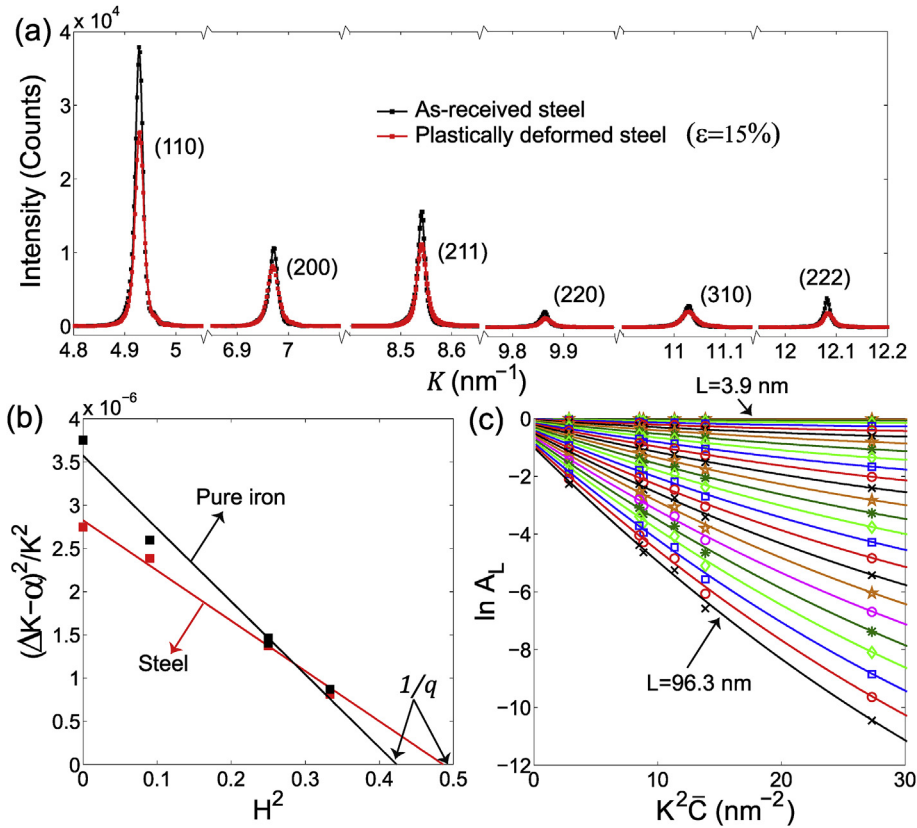 (a)
× 10⁴
4
3
2
1
0
Intensity (Counts)
As-received steel
Plastically deformed steel (ε=15%)
(110)
(200)
(211)
(220)
(310)
(222)
4.8 4.9 5 6.9 7 8.5 8.6 9.8 9.9 11 11.1 12 12.1 12.2
K (nm⁻¹)
(b)
× 10⁻⁶
4
3.5
3
2.5
2
1.5
1
0.5
0
(ΔK−α)²/K²
Pure iron
Steel
1/q
0 0.1 0.2 0.3 0.4 0.5
H²
(c)
L=3.9 nm
0
−2
−4
−6
−8
−10
−12
ln A_L
L=96.3 nm
0 10 20 30
K²C̄ (nm⁻²)